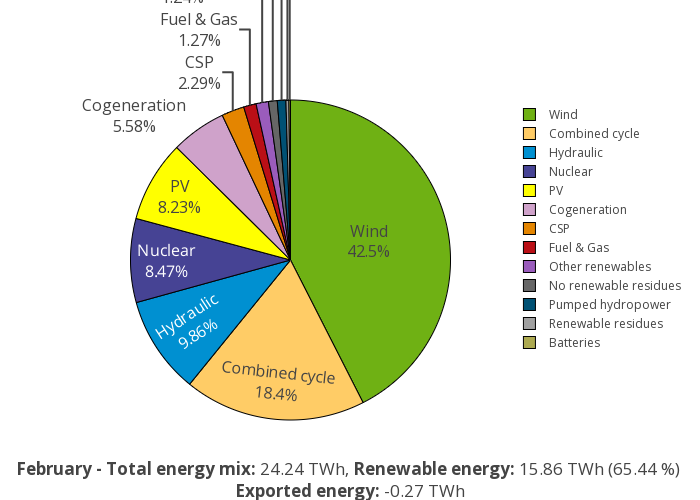 Fuel & Gas
1.27%
CSP
2.29%
Cogeneration
5.58%
PV
8.23%
Nuclear
8.47%
Hydraulic
9.86%
Combined cycle
18.4%
Wind
42.5%
Wind
Combined cycle
Hydraulic
Nuclear
PV
Cogeneration
CSP
Fuel & Gas
Other renewables
No renewable residues
Pumped hydropower
Renewable residues
Batteries
February - Total energy mix: 24.24 TWh, Renewable energy: 15.86 TWh (65.44 %)
Exported energy: -0.27 TWh